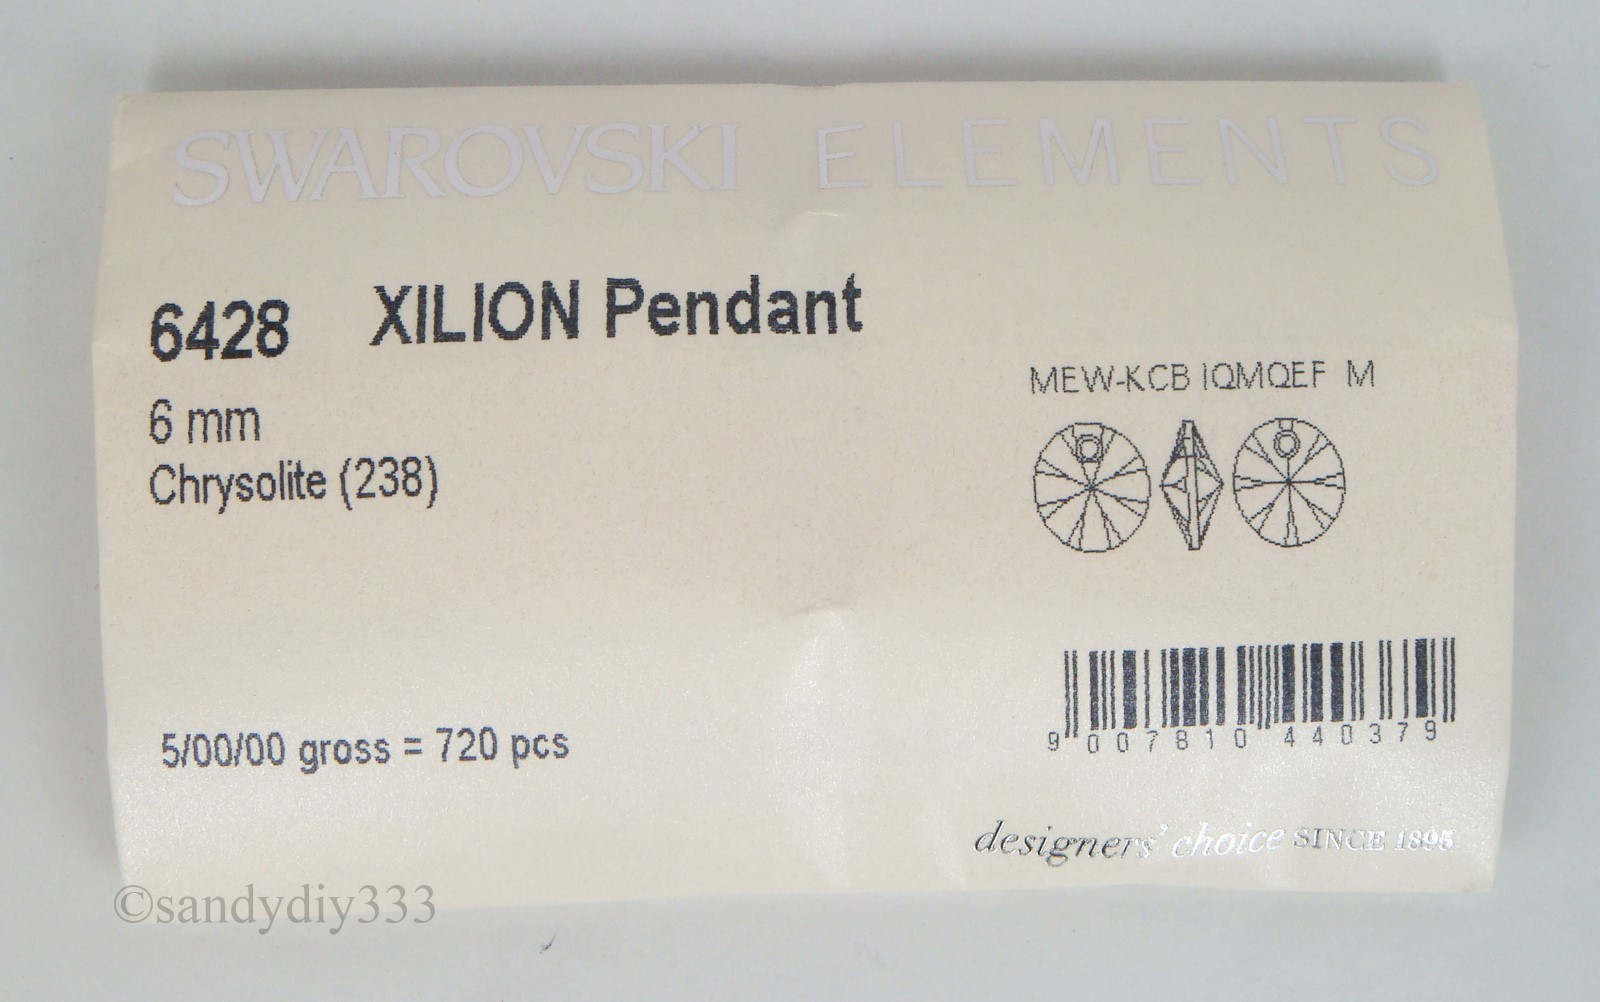 SWAROVSKI ELEMENTS
6428 XILION Pendant
6 mm
Chrysolite (238)
MEW-KCB IQMQEF M
5/00/00 gross = 720 pcs
9 007810 440379
designers' choice SINCE 1895
©sandydiy333